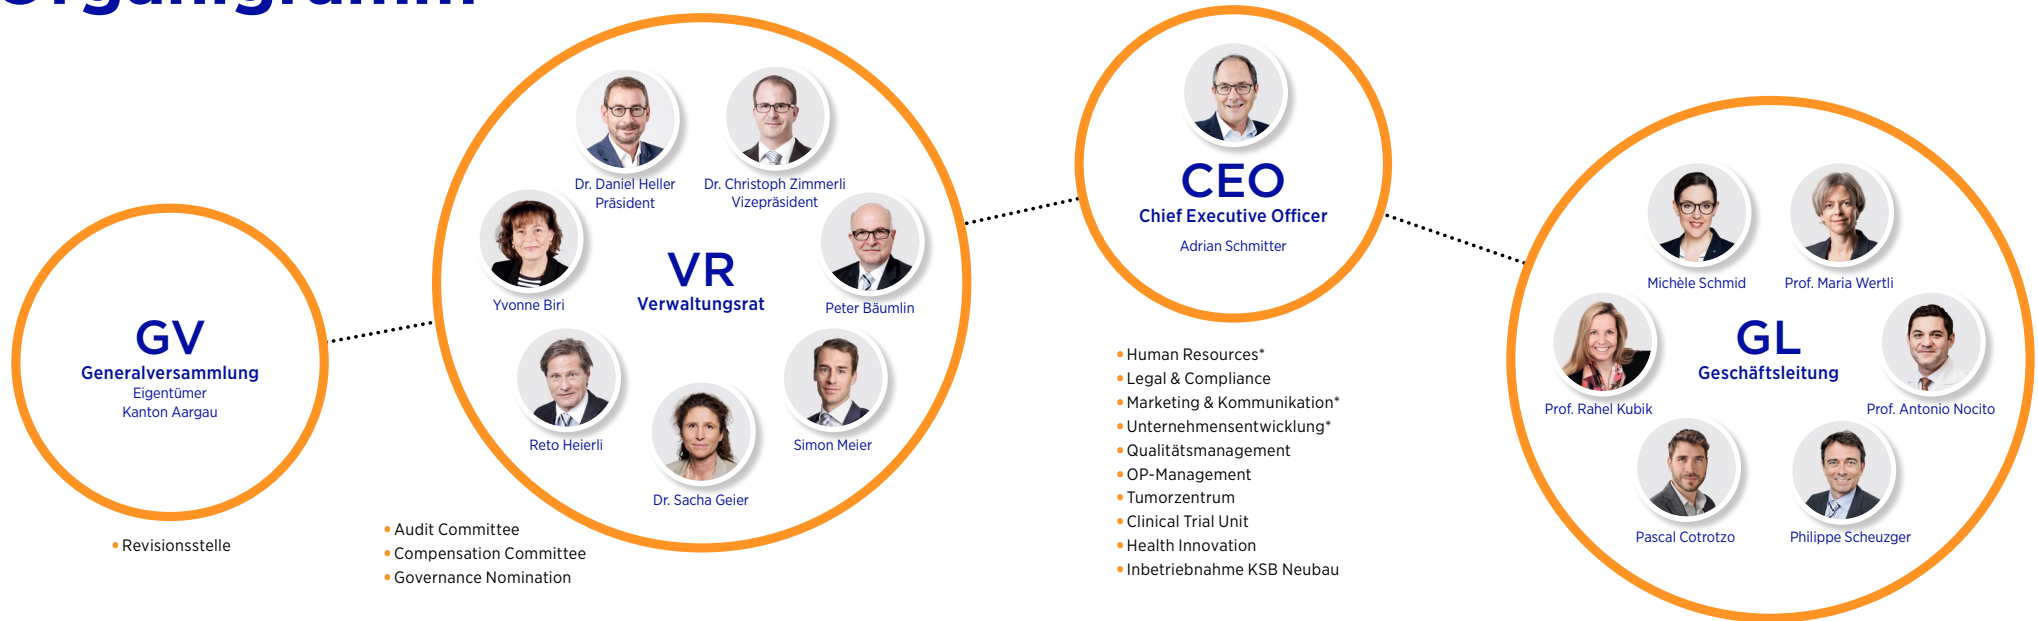 Organigramm
GV
Generalversammlung
Eigentümer
Kanton Aargau
• Revisionsstelle
Dr. Daniel Heller
Präsident
Dr. Christoph Zimmerli
Vizepräsident
Yvonne Biri
VR
Verwaltungsrat
Peter Bäumlin
Reto Heierli
Dr. Sacha Geier
Simon Meier
• Audit Committee
• Compensation Committee
• Governance Nomination
CEO
Chief Executive Officer
Adrian Schmitter
• Human Resources*
• Legal & Compliance
• Marketing & Kommunikation*
• Unternehmensentwicklung*
• Qualitätsmanagement
• OP-Management
• Tumorzentrum
• Clinical Trial Unit
• Health Innovation
• Inbetriebnahme KSB Neubau
Michèle Schmid
Prof. Maria Wertli
GL
Geschäftsleitung
Prof. Rahel Kubik
Prof. Antonio Nocito
Pascal Cotrotzo
Philippe Scheuzger